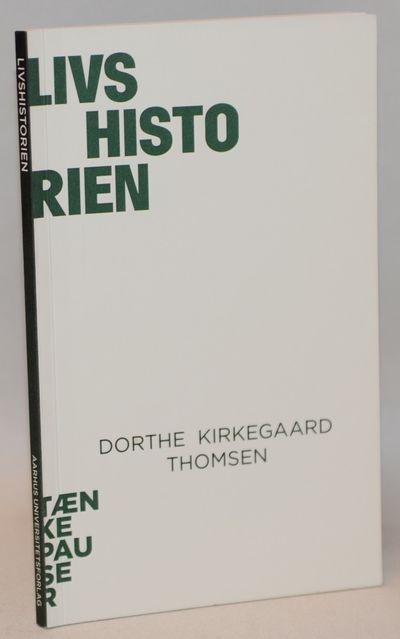 LIVSHISTORIEN
AARHUS UNIVERSITETSFORLAG
LIVS
HISTO
RIEN
DORTHE KIRKEGAARD
THOMSEN
TÆN
KE
PAU
SE
R